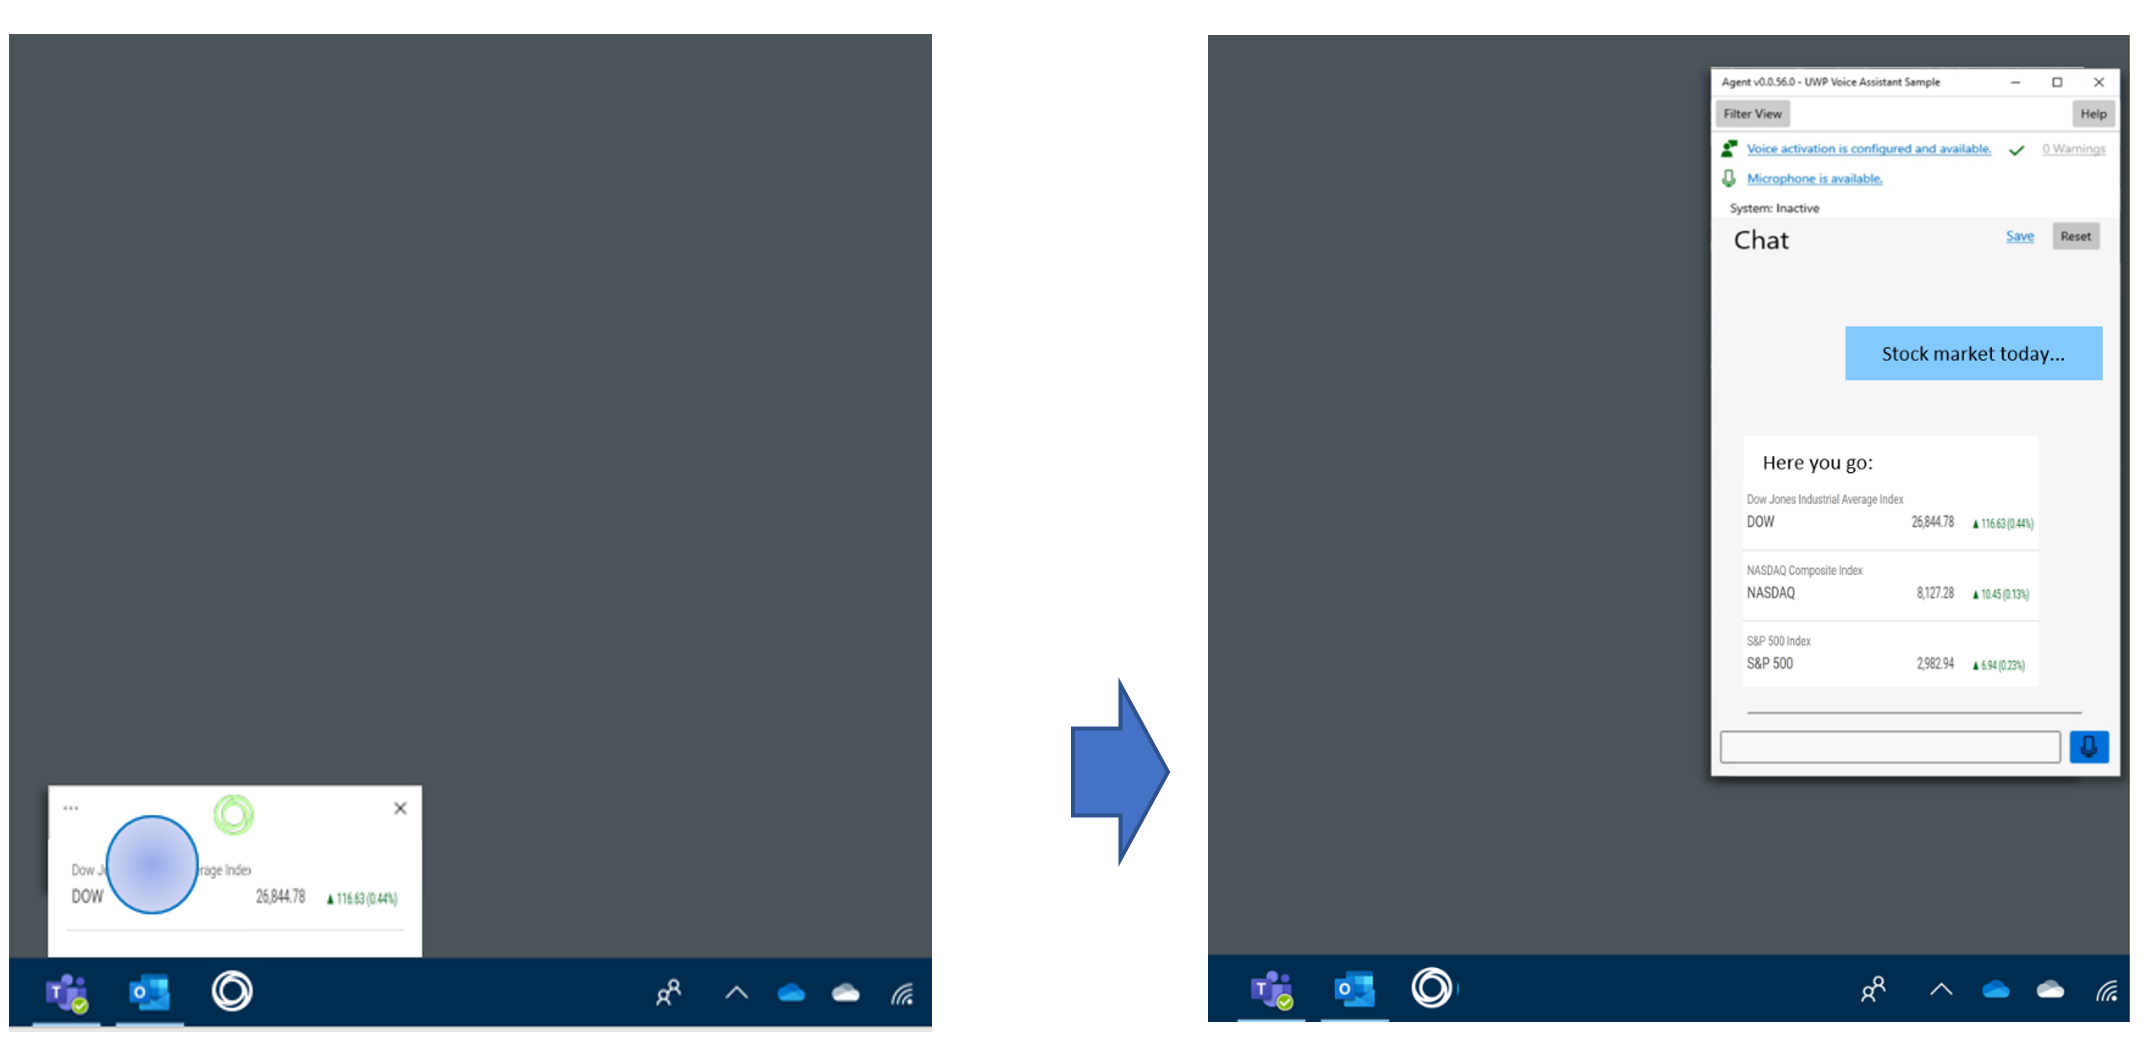 ...
Dow J
erage Index
DOW 26,844.78 ▲ 116.63 (0.44%)
T
O
Agent v0.0.56.0 - UWP Voice Assistant Sample
Filter View Help
Voice activation is configured and available. 0 Warnings
Microphone is available.
System: Inactive
Chat Save Reset
Stock market today...
Here you go:
Dow Jones Industrial Average Index
DOW 26,844.78 ▲ 116.63 (0.44%)
NASDAQ Composite Index
NASDAQ 8,127.28 ▲ 10.45 (0.13%)
S&P 500 Index
S&P 500 2,982.94 ▲ 6.94 (0.23%)
T
O